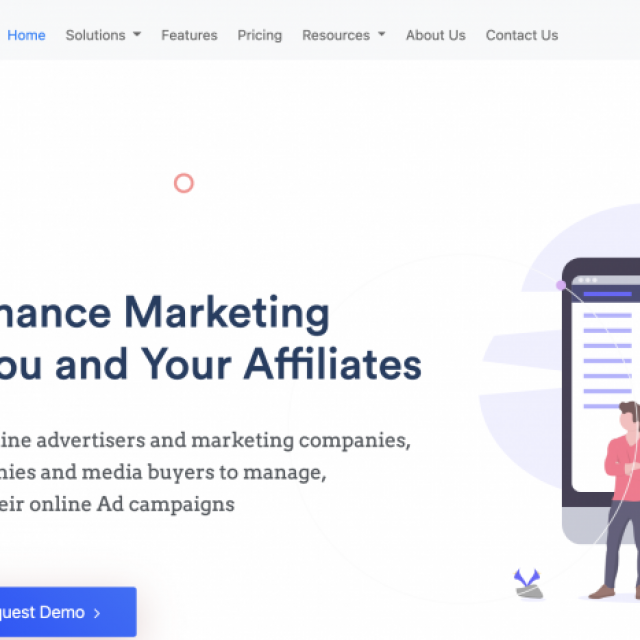 Home Solutions Features Pricing Resources About Us Contact Us
mance Marketing
ou and Your Affiliates
line advertisers and marketing companies,
nies and media buyers to manage,
eir online Ad campaigns
quest Demo